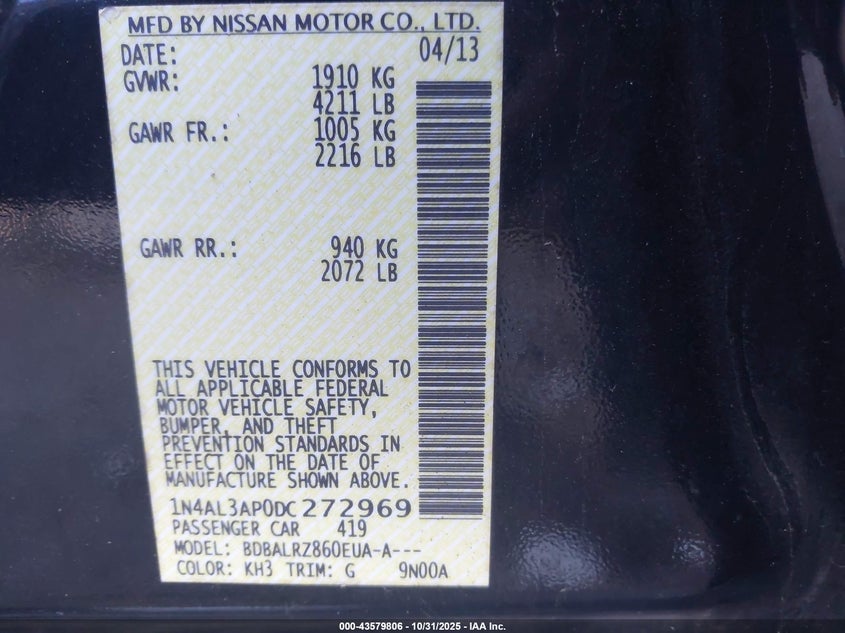 MFD BY NISSAN MOTOR CO., LTD.
DATE: 04/13
GVWR: 1910 KG
4211 LB
GAWR FR.: 1005 KG
2216 LB
GAWR RR.: 940 KG
2072 LB
THIS VEHICLE CONFORMS TO
ALL APPLICABLE FEDERAL
MOTOR VEHICLE SAFETY,
BUMPER, AND THEFT
PREVENTION STANDARDS IN
EFFECT ON THE DATE OF
MANUFACTURE SHOWN ABOVE.
1N4AL3AP0DC272969
PASSENGER CAR 419
MODEL: BDBALRZ860EUA-A---
COLOR: KH3 TRIM: G 9N00A
000-43579806 - 10/31/2025 - IAA Inc.